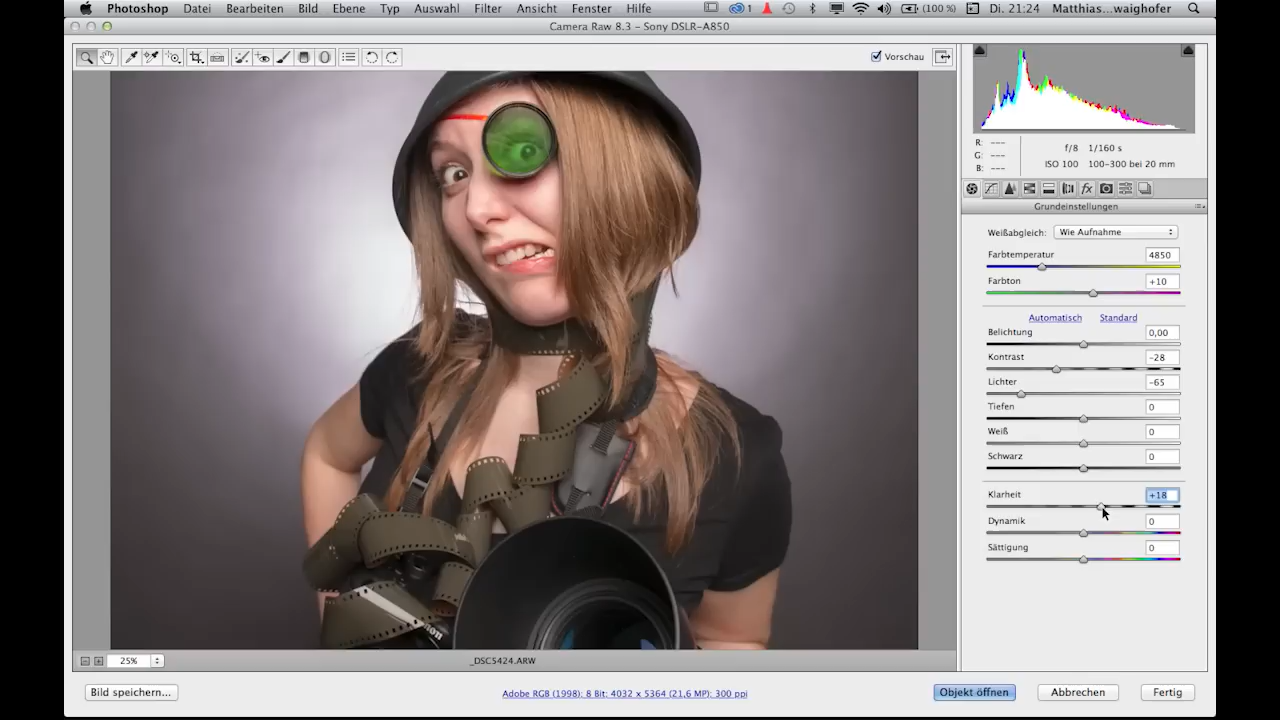 Photoshop Datei Bearbeiten Bild Ebene Typ Auswahl Filter Ansicht Fenster Hilfe 1 (100 %) Di. 21:24 Matthias...waighofer
Camera Raw 8.3 – Sony DSLR-A850
Vorschau
R: ---
G: ---
B: ---
f/8 1/160 s
ISO 100 100-300 bei 20 mm
fx
Grundeinstellungen
Weißabgleich: Wie Aufnahme
Farbtemperatur 4850
Farbton +10
Automatisch Standard
Belichtung 0,00
Kontrast -28
Lichter -65
Tiefen 0
Weiß 0
Schwarz 0
Klarheit +18
Dynamik 0
Sättigung 0
25%
_DSC5424.ARW
Bild speichern...
Adobe RGB (1998); 8 Bit; 4032 x 5364 (21,6 MP); 300 ppi
Objekt öffnen Abbrechen Fertig